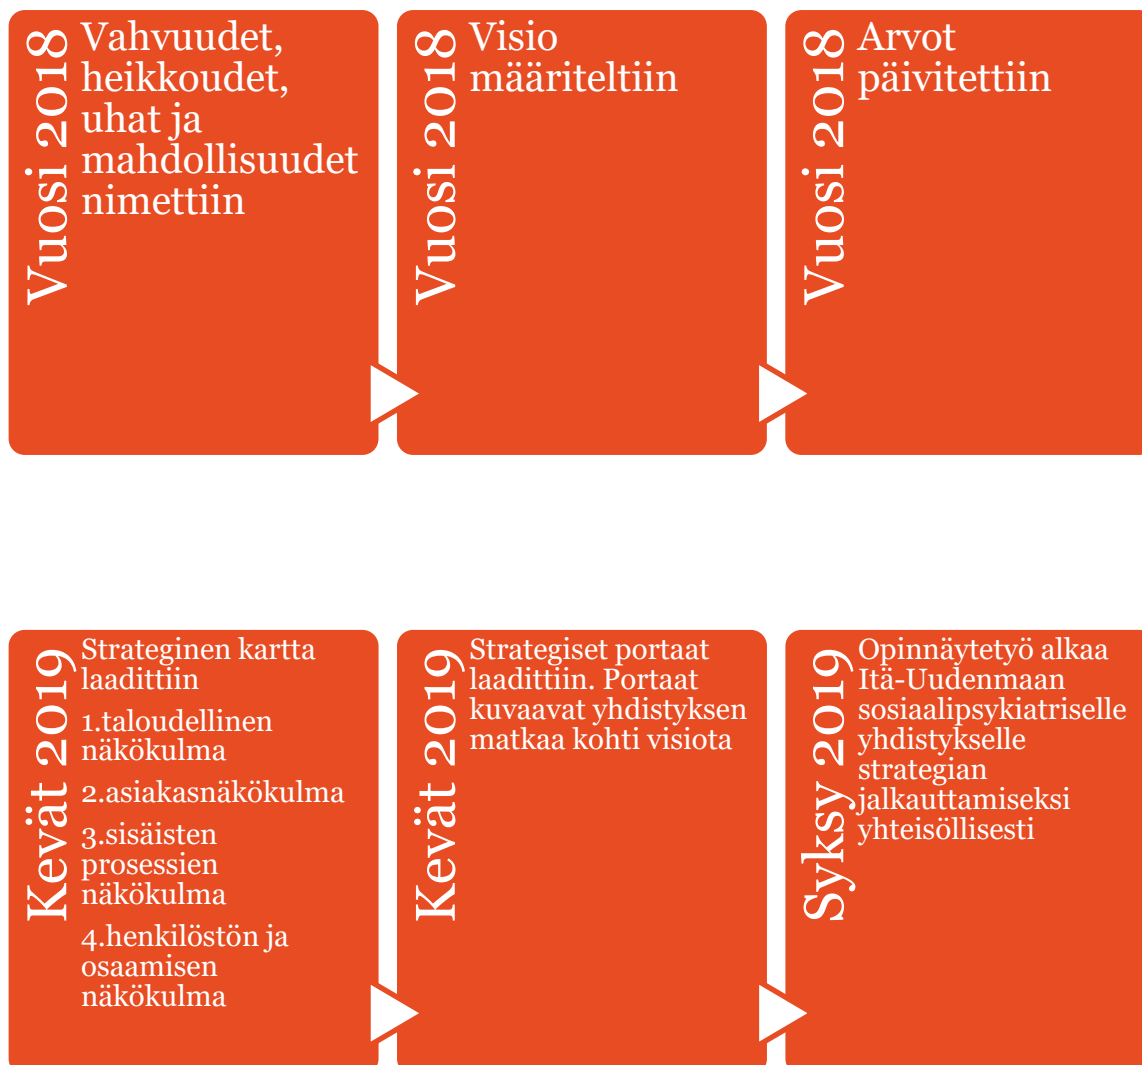 Vuosi 2018
Vahvuudet,
heikkoudet,
uhat ja
mahdollisuudet
nimettiin
Vuosi 2018
Visio
määriteltiin
Vuosi 2018
Arvot
päivitettiin
Kevät 2019
Strateginen kartta
laadittiin
1.taloudellinen
näkökulma
2.asiakasnäkökulma
3.sisäisten
prosessien
näkökulma
4.henkilöstön ja
osaamisen
näkökulma
Kevät 2019
Strategiset portaat
laadittiin. Portaat
kuvaavat yhdistyksen
matkaa kohti visiota
Syksy 2019
Opinnäytetyö alkaa
Itä-Uudenmaan
sosiaalipsykiatriselle
yhdistykselle
strategian
jalkauttamiseksi
yhteisöllisesti